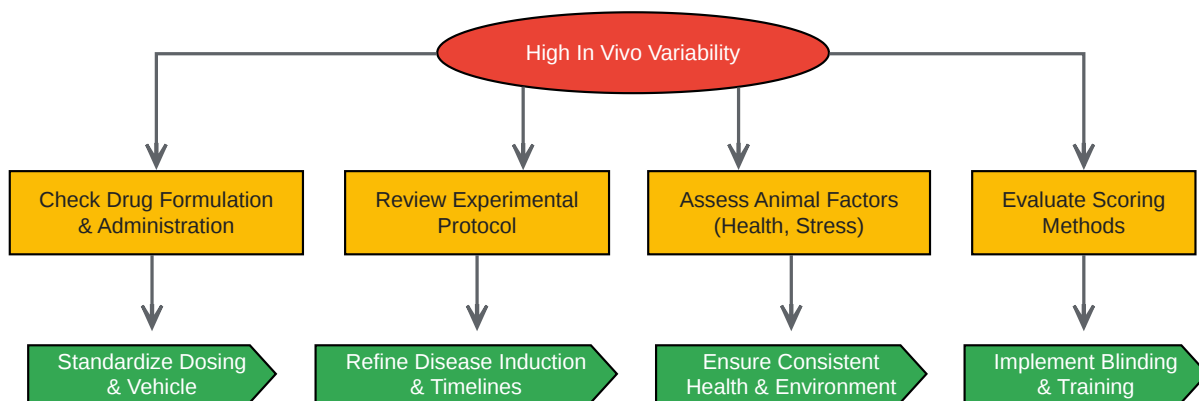 High In Vivo Variability
Check Drug Formulation
& Administration
Review Experimental
Protocol
Assess Animal Factors
(Health, Stress)
Evaluate Scoring
Methods
Standardize Dosing
& Vehicle
Refine Disease Induction
& Timelines
Ensure Consistent
Health & Environment
Implement Blinding
& Training